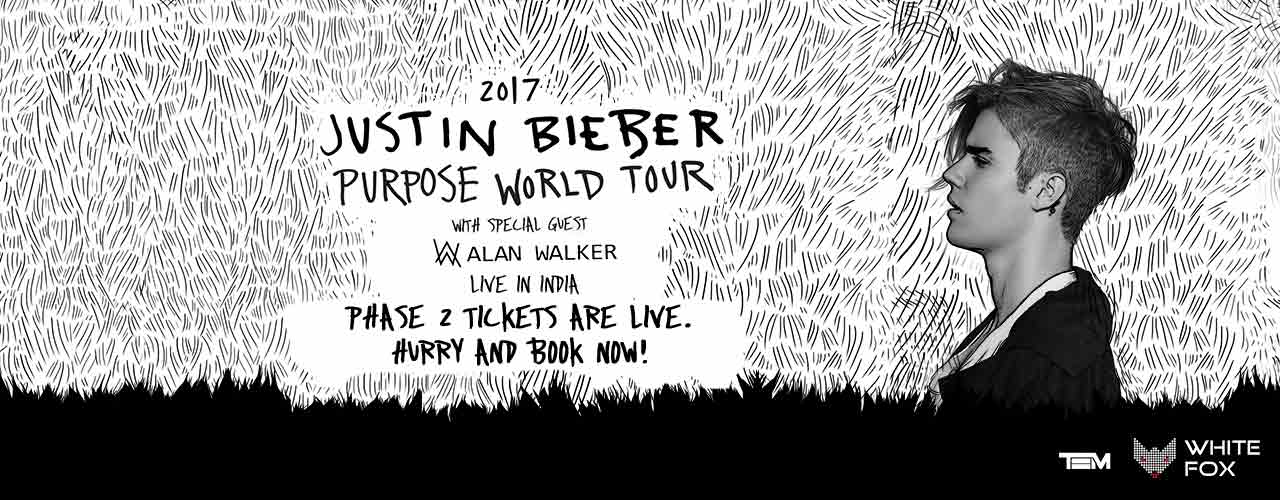 2017
JUSTIN BIEBER
PURPOSE WORLD TOUR
WITH SPECIAL GUEST
AW ALAN WALKER
LIVE IN INDIA
PHASE 2 TICKETS ARE LIVE.
HURRY AND BOOK NOW!
TEM
WHITE
FOX